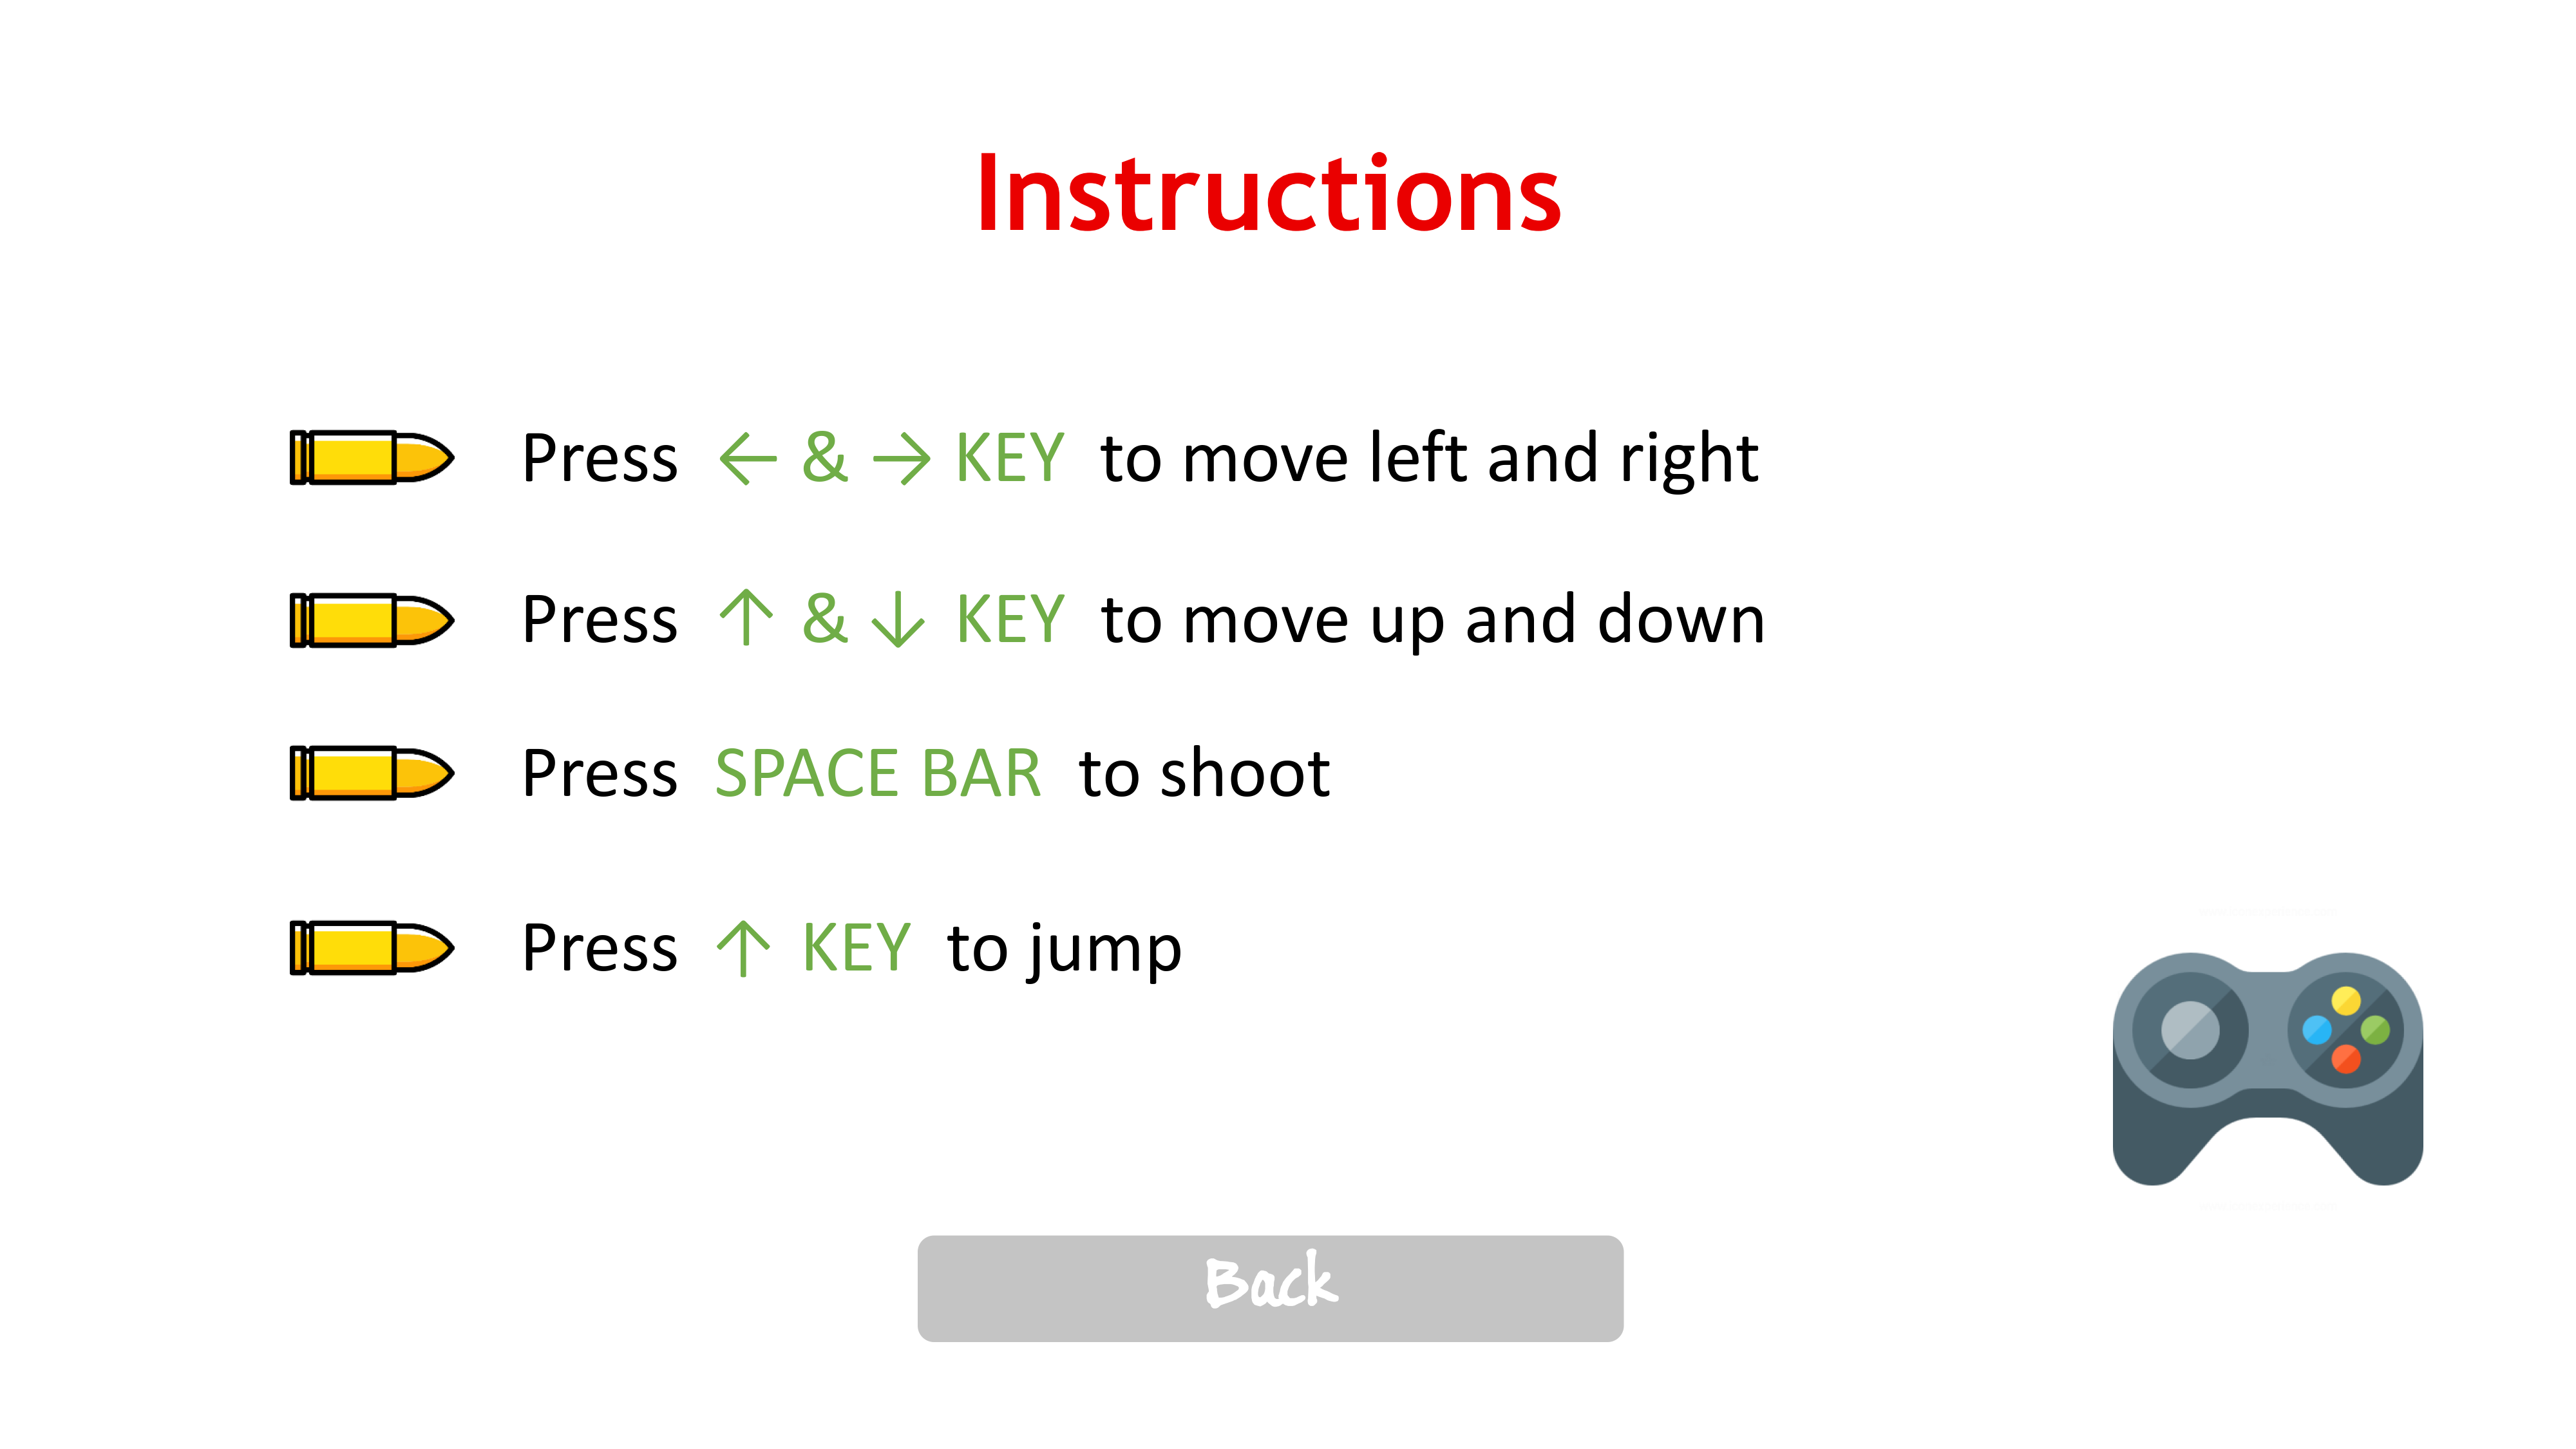 Instructions
Press ← & → KEY to move left and right
Press ↑ & ↓ KEY to move up and down
Press SPACE BAR to shoot
Press ↑ KEY to jump
Back